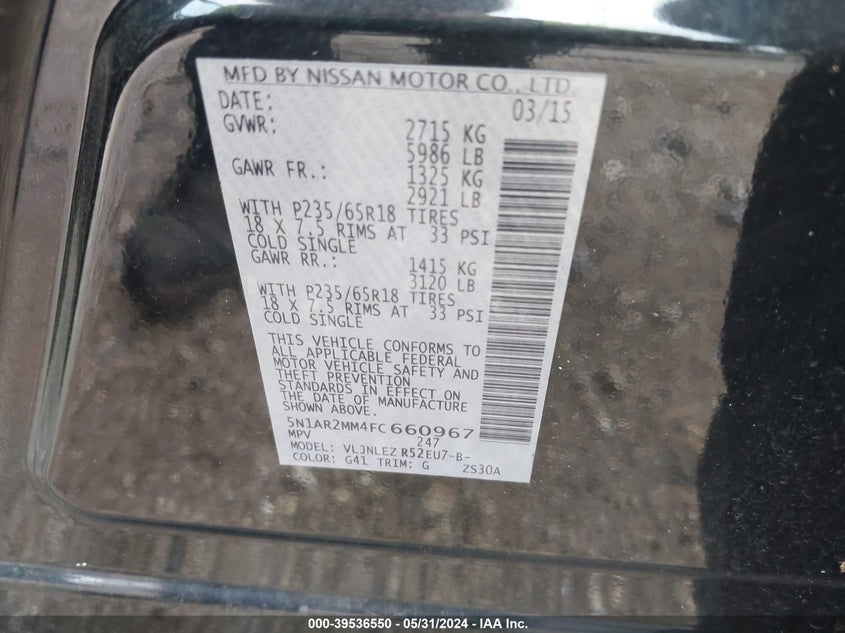 MFD BY NISSAN MOTOR CO., LTD.
DATE: 03/15
GVWR: 2715 KG
5986 LB
GAWR FR.: 1325 KG
2921 LB
WITH P235/65R18 TIRES
18 X 7.5 RIMS AT 33 PSI
COLD SINGLE
GAWR RR.: 1415 KG
3120 LB
WITH P235/65R18 TIRES
18 X 7.5 RIMS AT 33 PSI
COLD SINGLE
THIS VEHICLE CONFORMS TO
ALL APPLICABLE FEDERAL
MOTOR VEHICLE SAFETY AND
THEFT PREVENTION
STANDARDS IN EFFECT ON
THE DATE OF MANUFACTURE
SHOWN ABOVE.
5N1AR2MM4FC 660967
MPV 247
MODEL: VLJNLEZ R52EU7-B-
COLOR: G41 TRIM: G ZS30A
000-39536550 - 05/31/2024 - IAAI.com